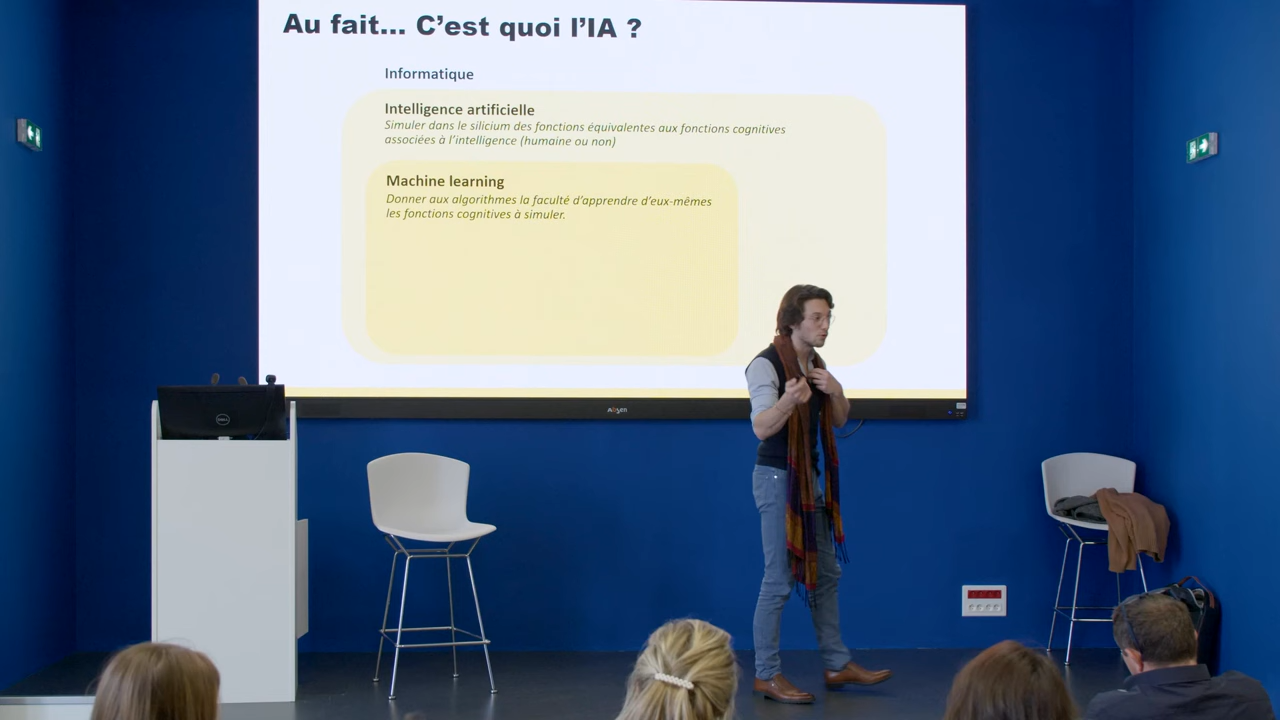 Au fait... C'est quoi l'IA ?
Informatique
Intelligence artificielle
Simuler dans le silicium des fonctions équivalentes aux fonctions cognitives
associées à l'intelligence (humaine ou non)
Machine learning
Donner aux algorithmes la faculté d'apprendre d'eux-mêmes
les fonctions cognitives à simuler.
DELL